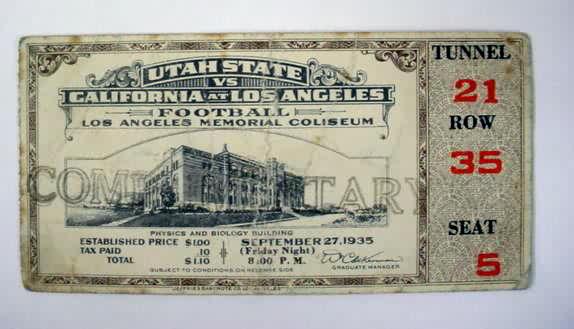 UTAH STATE
VS
CALIFORNIA AT LOS ANGELES
FOOTBALL
LOS ANGELES MEMORIAL COLISEUM
COMPLIMENTARY
PHYSICS AND BIOLOGY BUILDING
ESTABLISHED PRICE $1.00
TAX PAID .10
TOTAL $1.10
SEPTEMBER 27, 1935
(Friday Night)
8:00 P. M.
GRADUATE MANAGER
SUBJECT TO CONDITIONS ON REVERSE SIDE
TUNNEL
21
ROW
35
SEAT
5